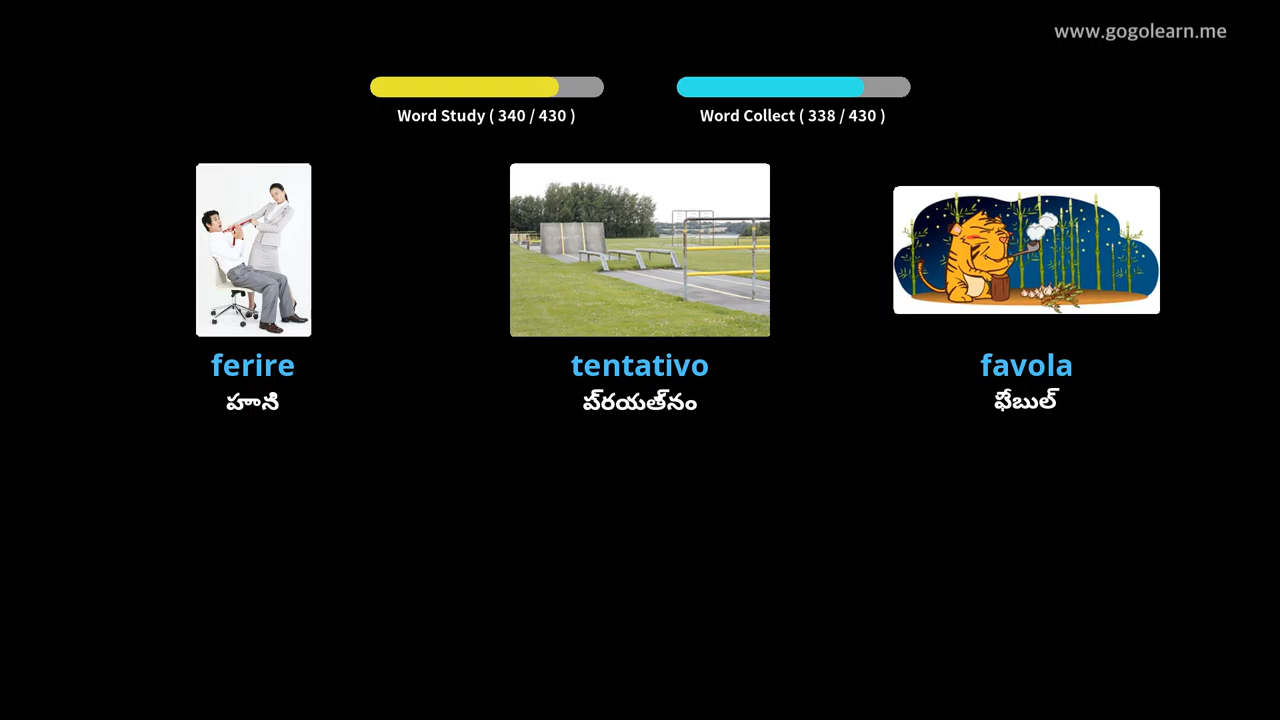 www.gogolearn.me
Word Study ( 340 / 430 )
Word Collect ( 338 / 430 )
ferire
tentativo
favola
హాని
ప్రయత్నం
ఫేబుల్